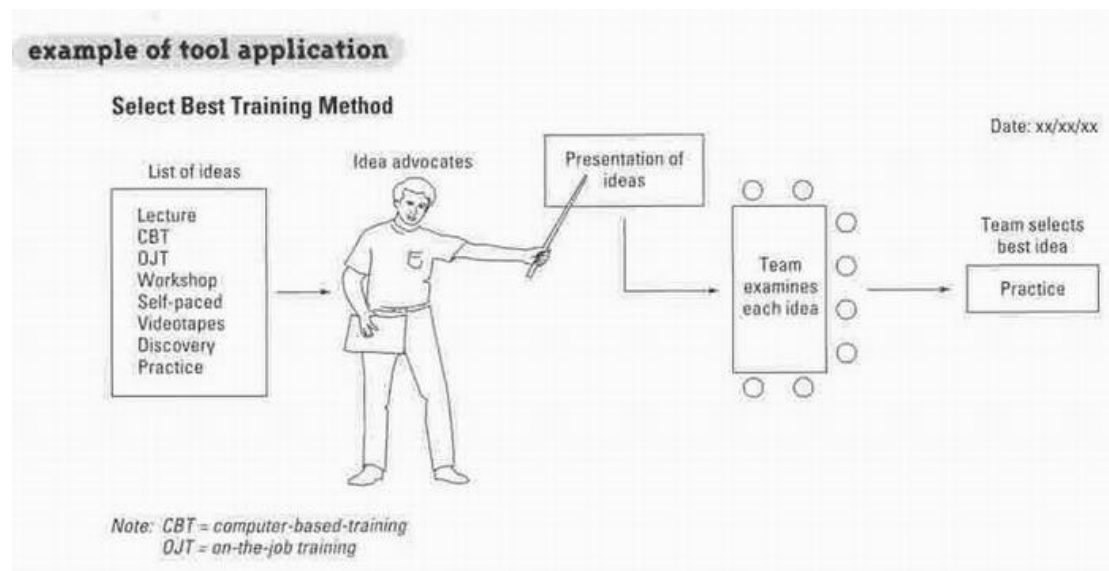 example of tool application
Select Best Training Method
Date: xx/xx/xx
List of ideas
Lecture
CBT
OJT
Workshop
Self-paced
Videotapes
Discovery
Practice
Idea advocates
Presentation of
ideas
Team
examines
each idea
Team selects
best idea
Practice
Note: CBT = computer-based-training
OJT = on-the-job training